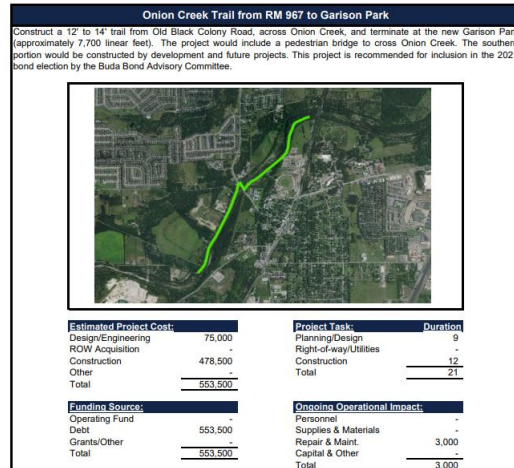 Onion Creek Trail from RM 967 to Garison Park
Construct a 12' to 14' trail from Old Black Colony Road, across Onion Creek, and terminate at the new Garison Par
(approximately 7,700 linear feet). The project would include a pedestrian bridge to cross Onion Creek. The southern
portion would be constructed by development and future projects. This project is recommended for inclusion in the 202
bond election by the Buda Bond Advisory Committee.
Estimated Project Cost:
Design/Engineering 75,000
ROW Acquisition -
Construction 478,500
Other -
Total 553,500
Project Task: Duration
Planning/Design 9
Right-of-way/Utilities -
Construction 12
Total 21
Funding Source:
Operating Fund -
Debt 553,500
Grants/Other -
Total 553,500
Ongoing Operational Impact:
Personnel -
Supplies & Materials -
Repair & Maint. 3,000
Capital & Other -
Total 3,000